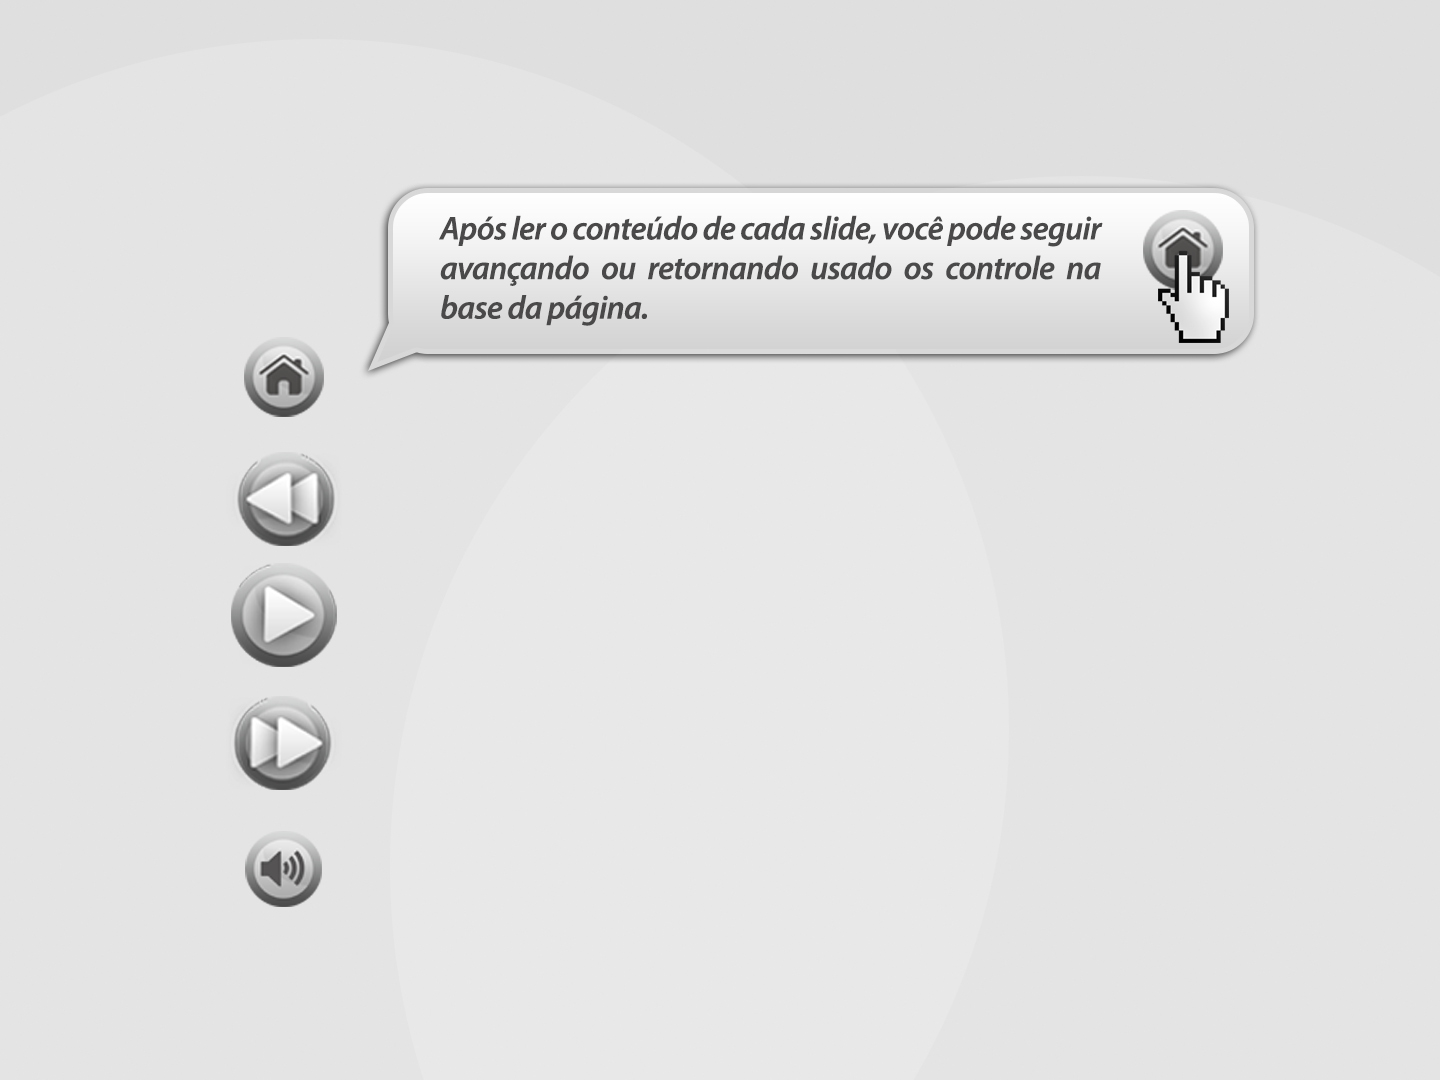 Após ler o conteúdo de cada slide, você pode seguir
avançando ou retornando usado os controle na
base da página.